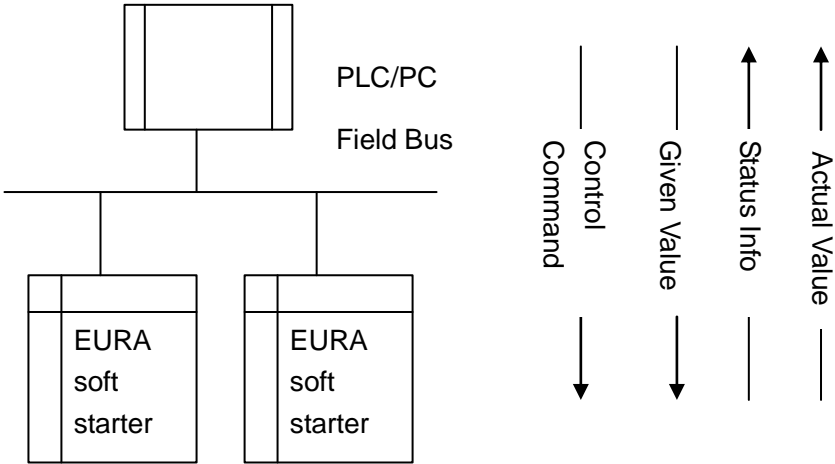 PLC/PC
Field Bus
EURA
soft
starter
EURA
soft
starter
Control
Command
Given Value
Status Info
Actual Value